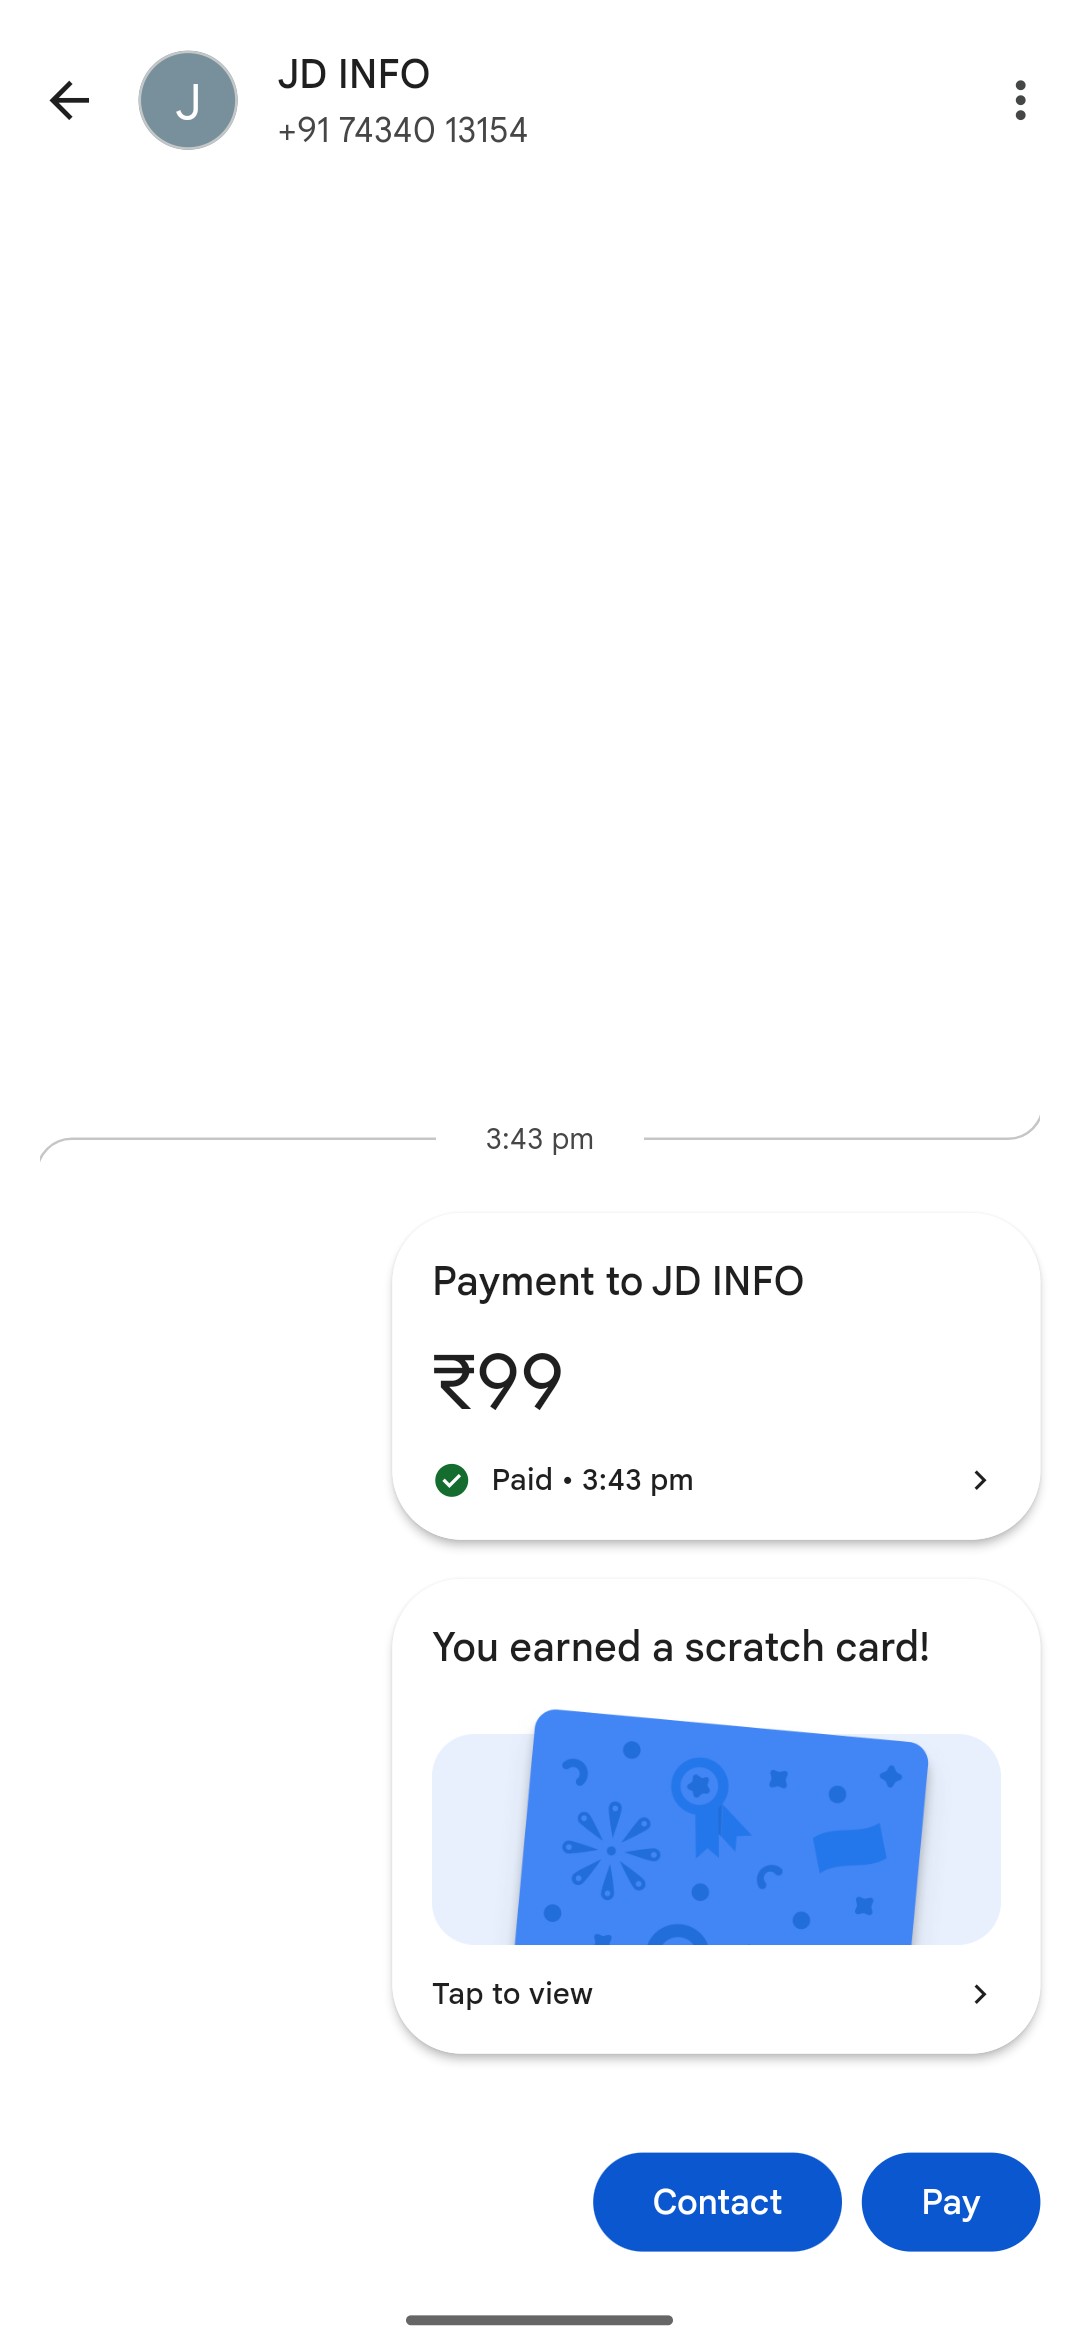 J
JD INFO
+91 74340 13154
3:43 pm
Payment to JD INFO
₹99
Paid • 3:43 pm
You earned a scratch card!
Tap to view
Contact
Pay